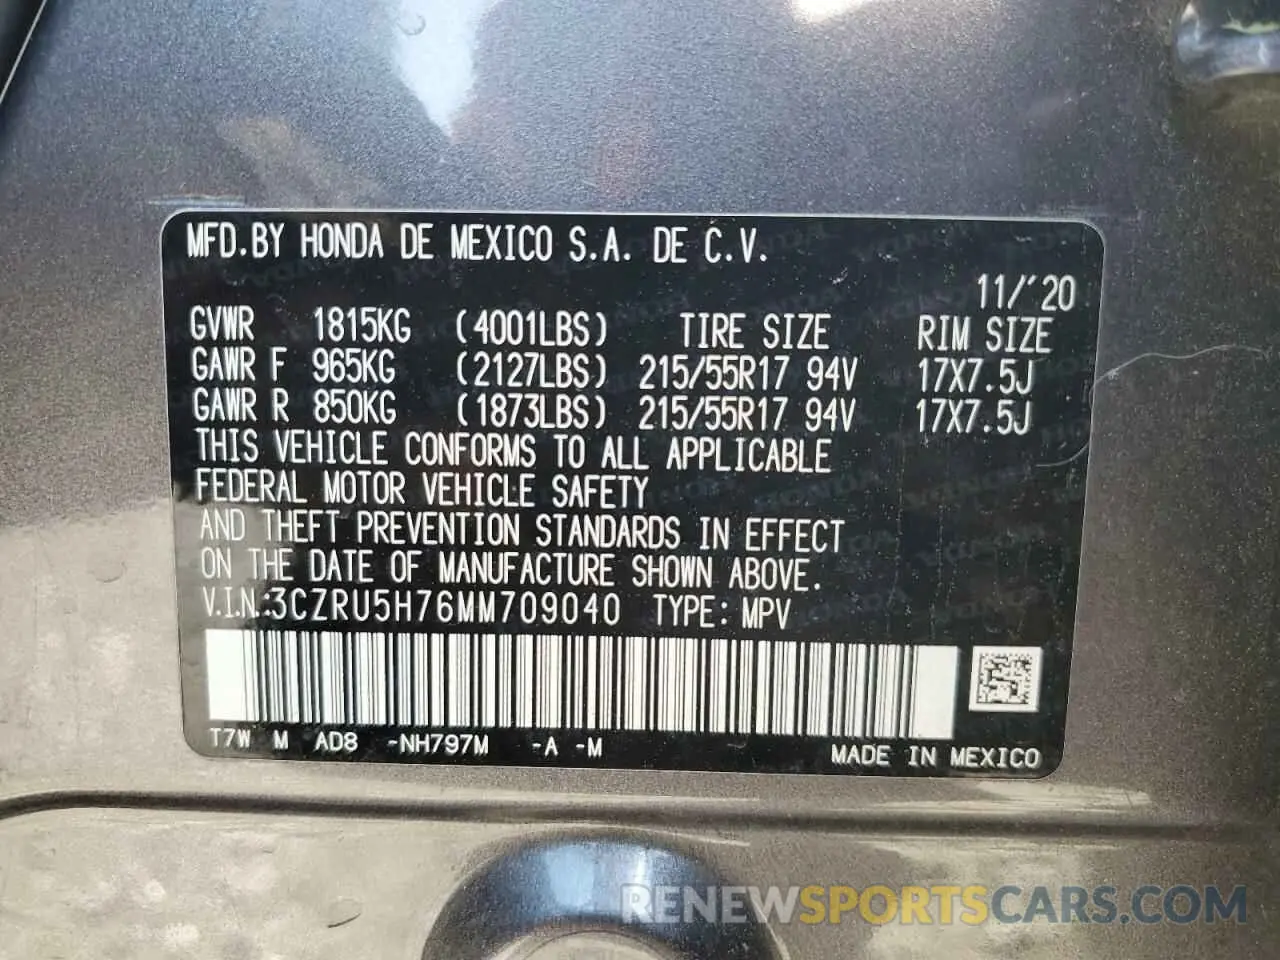 MFD.BY HONDA DE MEXICO S.A. DE C.V.
11/'20
GVWR 1815KG (4001LBS) TIRE SIZE RIM SIZE
GAWR F 965KG (2127LBS) 215/55R17 94V 17X7.5J
GAWR R 850KG (1873LBS) 215/55R17 94V 17X7.5J
THIS VEHICLE CONFORMS TO ALL APPLICABLE
FEDERAL MOTOR VEHICLE SAFETY
AND THEFT PREVENTION STANDARDS IN EFFECT
ON THE DATE OF MANUFACTURE SHOWN ABOVE.
V.I.N.:3CZRU5H76MM709040 TYPE: MPV
T7W M AD8 -NH797M -A -M MADE IN MEXICO
RENEWSPORTSCARS.COM